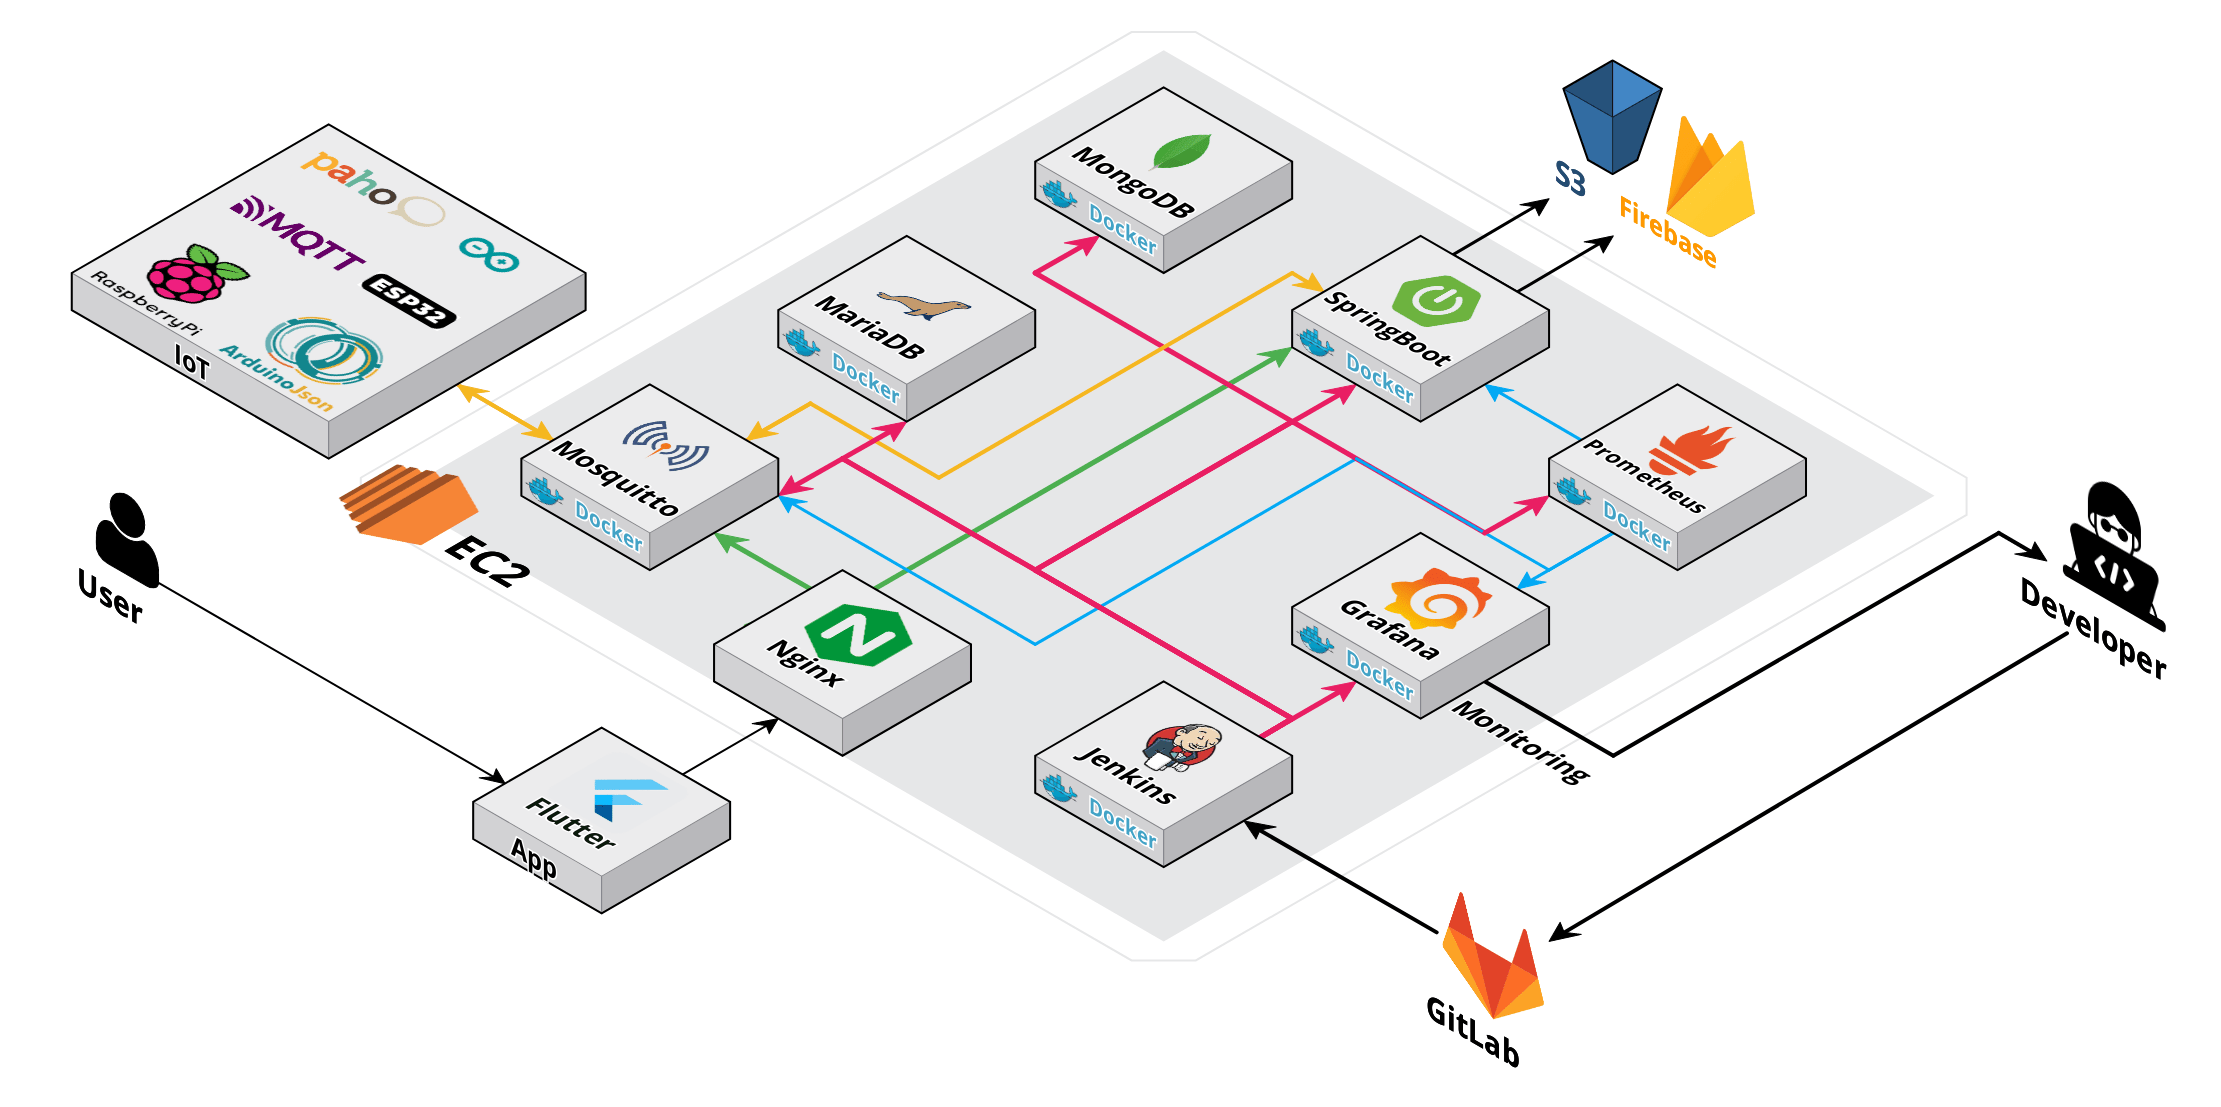 paho
MQTT
RaspberryPi
ESP32
ArduinoJson
IoT
MongoDB
Docker
S3
Firebase
MariaDB
Docker
SpringBoot
Docker
Mosquitto
Docker
Prometheus
Docker
EC2
User
Nginx
Grafana
Docker
Developer
Monitoring
Jenkins
Docker
Flutter
App
GitLab